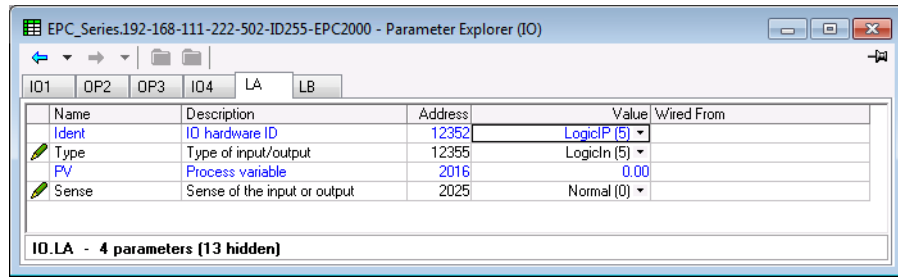 EPC_Series.192-168-111-222-502-ID255-EPC2000 - Parameter Explorer (IO)
IO1 OP2 OP3 IO4 LA LB
Name Description Address Value Wired From
Ident IO hardware ID 12352 LogicIP (5)
Type Type of input/output 12355 LogicIn (5)
PV Process variable 2016 0.00
Sense Sense of the input or output 2025 Normal (0)
IO.LA - 4 parameters (13 hidden)